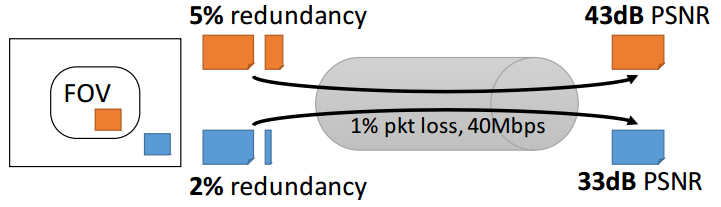 5% redundancy
43dB PSNR
FOV
1% pkt loss, 40Mbps
2% redundancy
33dB PSNR